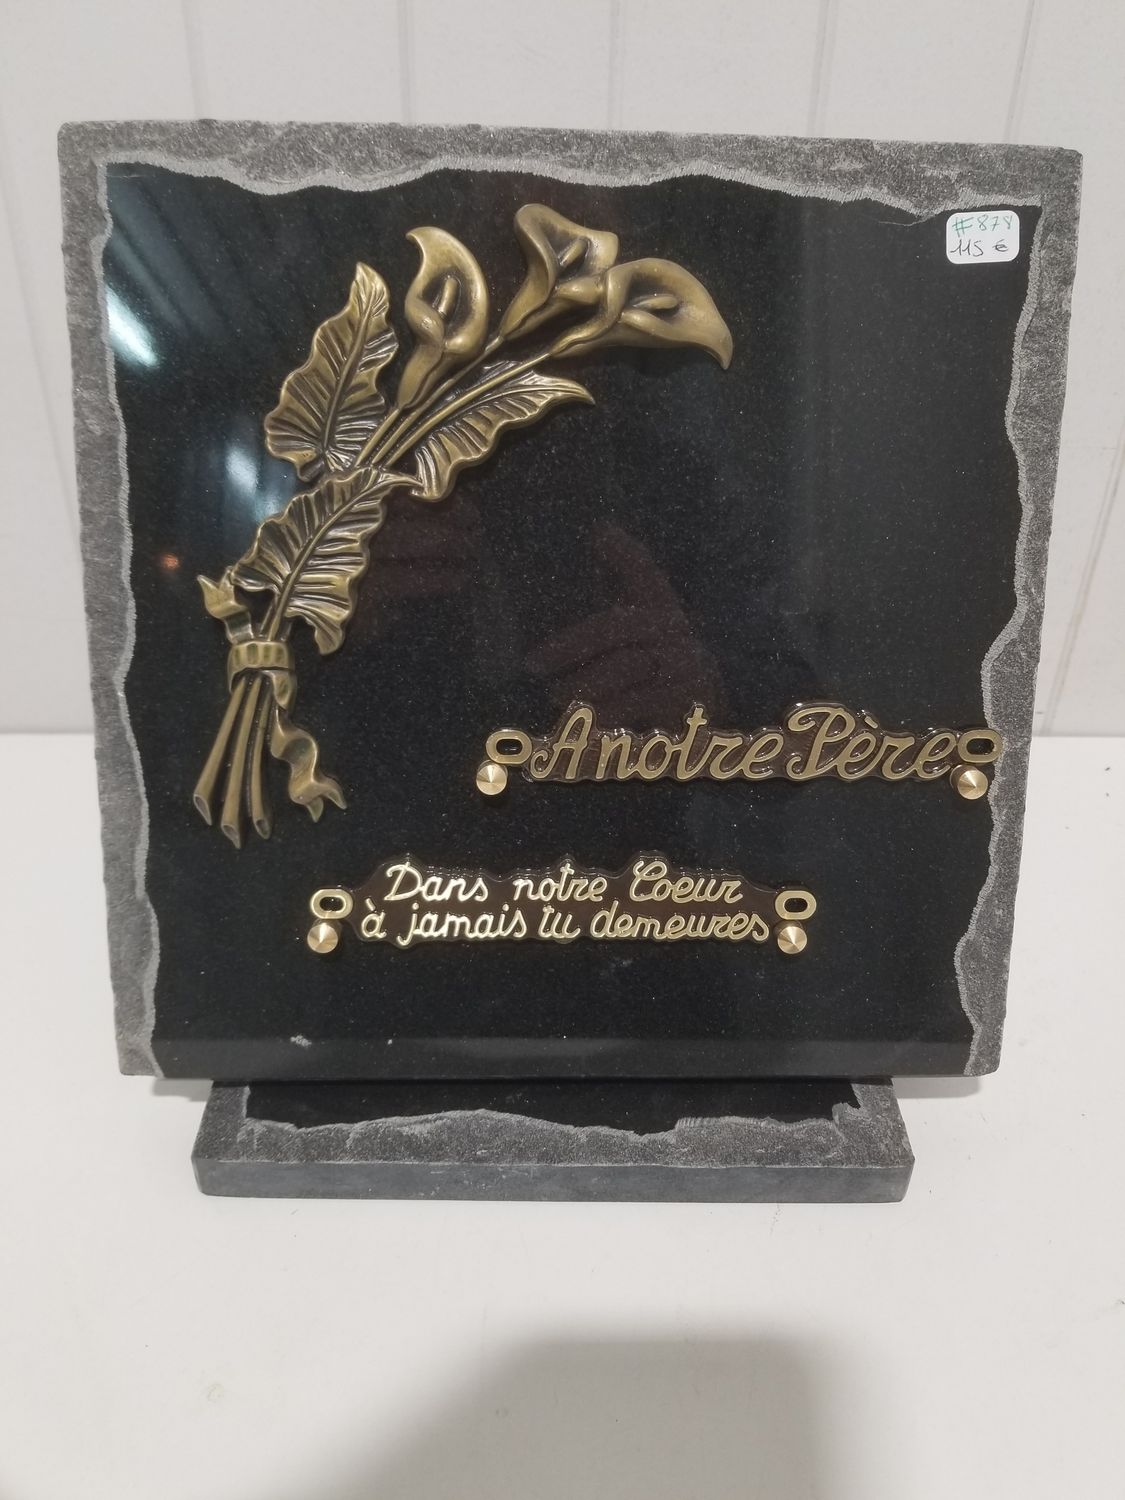 #878
115 €
A notre Père
Dans notre Coeur
à jamais tu demeures